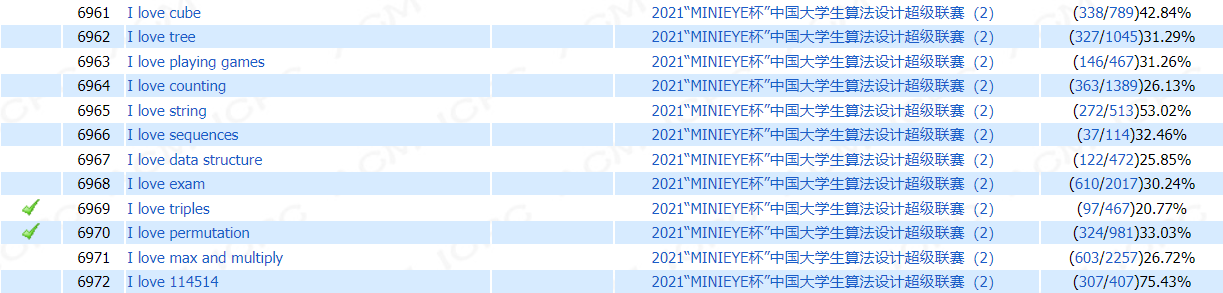 6961 I love cube 2021“MINIEYE杯”中国大学生算法设计超级联赛（2） (338/789)42.84%
6962 I love tree 2021“MINIEYE杯”中国大学生算法设计超级联赛（2） (327/1045)31.29%
6963 I love playing games 2021“MINIEYE杯”中国大学生算法设计超级联赛（2） (146/467)31.26%
6964 I love counting 2021“MINIEYE杯”中国大学生算法设计超级联赛（2） (363/1389)26.13%
6965 I love string 2021“MINIEYE杯”中国大学生算法设计超级联赛（2） (272/513)53.02%
6966 I love sequences 2021“MINIEYE杯”中国大学生算法设计超级联赛（2） (37/114)32.46%
6967 I love data structure 2021“MINIEYE杯”中国大学生算法设计超级联赛（2） (122/472)25.85%
6968 I love exam 2021“MINIEYE杯”中国大学生算法设计超级联赛（2） (610/2017)30.24%
6969 I love triples 2021“MINIEYE杯”中国大学生算法设计超级联赛（2） (97/467)20.77%
6970 I love permutation 2021“MINIEYE杯”中国大学生算法设计超级联赛（2） (324/981)33.03%
6971 I love max and multiply 2021“MINIEYE杯”中国大学生算法设计超级联赛（2） (603/2257)26.72%
6972 I love 114514 2021“MINIEYE杯”中国大学生算法设计超级联赛（2） (307/407)75.43%